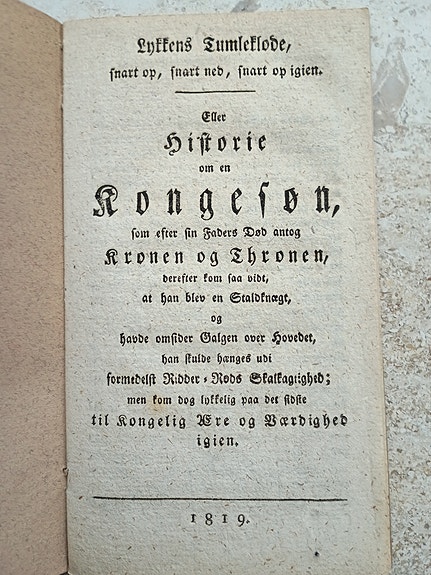 Lykkens Tumleklode,
snart op, snart ned, snart op igien.
Eller
Historie
om en
Kongesøn,
som efter sin Faders Død antog
Kronen og Thronen,
derefter kom saa vidt,
at han blev en Staldknægt,
og
havde omsider Galgen over Hovedet,
han skulde hænges udi
formedelst Ridder-Røds Skalkagtighed;
men kom dog lykkelig paa det sidste
til Kongelig Ære og Værdighed
igien.
1819.